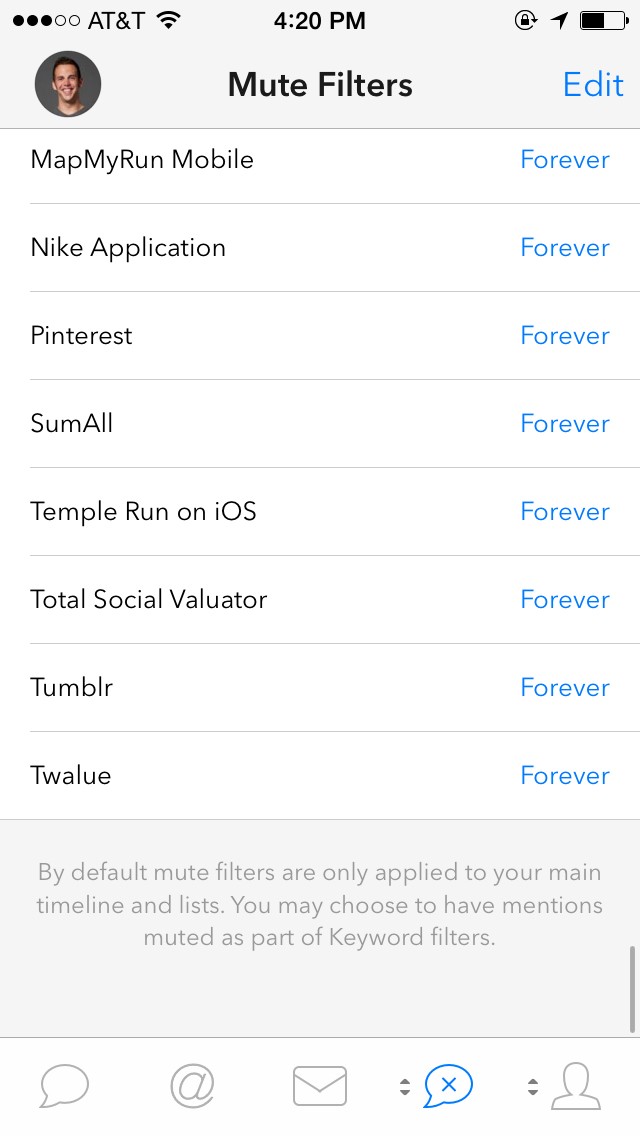 AT&T 4:20 PM
Mute Filters Edit
MapMyRun Mobile Forever
Nike Application Forever
Pinterest Forever
SumAll Forever
Temple Run on iOS Forever
Total Social Valuator Forever
Tumblr Forever
Twalue Forever
By default mute filters are only applied to your main
timeline and lists. You may choose to have mentions
muted as part of Keyword filters.
@